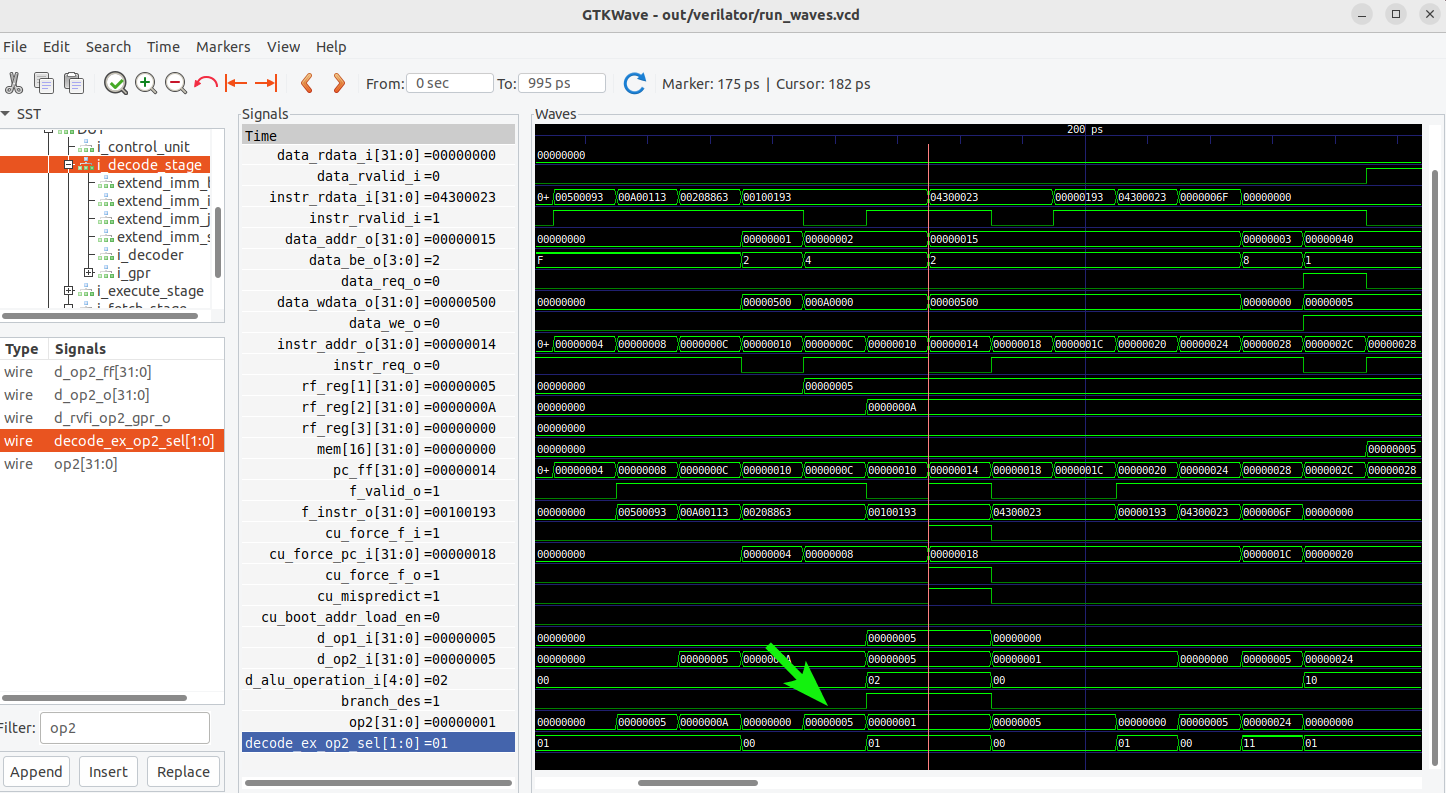 GTKWave - out/verilator/run_waves.vcd
File Edit Search Time Markers View Help
From: 0 sec To: 995 ps Marker: 175 ps | Cursor: 182 ps
SST
i_control_unit
i_decode_stage
extend_imm_
extend_imm_i
extend_imm_j
extend_imm_s
i_decoder
i_gpr
i_execute_stage
Type Signals
wire d_op2_ff[31:0]
wire d_op2_o[31:0]
wire d_rvfi_op2_gpr_o
wire decode_ex_op2_sel[1:0]
wire op2[31:0]
Filter: op2
Append Insert Replace
Signals
Time
data_rdata_i[31:0] =00000000
data_rvalid_i=0
instr_rdata_i[31:0] =04300023
instr_rvalid_i=1
data_addr_o[31:0] =00000015
data_be_o[3:0] =2
data_req_o=0
data_wdata_o[31:0] =00000500
data_we_o=0
instr_addr_o[31:0] =00000014
instr_req_o=0
rf_reg[1][31:0] =00000005
rf_reg[2][31:0] =0000000A
rf_reg[3][31:0] =00000000
mem[16][31:0] =00000000
pc_ff[31:0] =00000014
f_valid_o=1
f_instr_o[31:0] =00100193
cu_force_f_i=1
cu_force_pc_i[31:0] =00000018
cu_force_f_o=1
cu_mispredict=1
cu_boot_addr_load_en=0
d_op1_i[31:0] =00000005
d_op2_i[31:0] =00000005
d_alu_operation_i[4:0] =02
branch_des=1
op2[31:0] =00000001
decode_ex_op2_sel[1:0] =01
Waves
200 ps
00000000
0+ 00500093 00A00113 00208863 00100193 04300023 00000193 04300023 0000006F 00000000
00000000 00000001 00000002 00000015 00000003 00000040
F 2 4 2 8 1
00000000 00000500 000A0000 00000500 00000000 00000005
0+ 00000004 00000008 0000000C 00000010 0000000C 00000010 00000014 00000018 0000001C 00000020 00000024 00000028 0000002C 00000028
00000000 00000005
00000000 0000000A
00000000
00000000 00000005
0+ 00000004 00000008 0000000C 00000010 0000000C 00000010 00000014 00000018 0000001C 00000020 00000024 00000028 0000002C 00000028
00000000 00500093 00A00113 00208863 00100193 04300023 00000193 04300023 0000006F 00000000
00000000 00000004 00000008 00000018 0000001C 00000020
00000000 00000005 00000000
00000000 00000005 00000005 00000001 00000000 00000005 00000024
00 02 00 10
00000000 00000005 0000000A 00000000 00000005 00000001 00000005 00000000 00000005 00000024 00000000
01 00 01 00 01 00 11 01